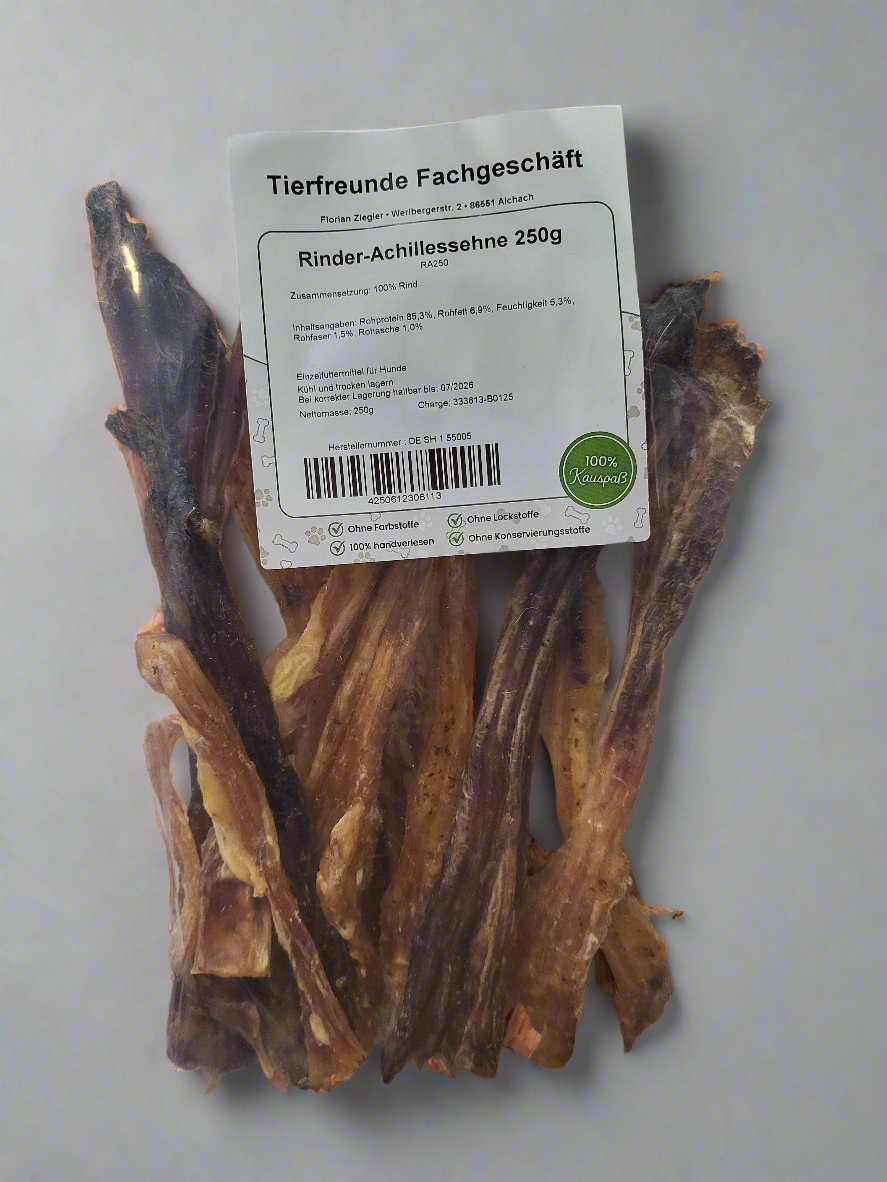 Tierfreunde Fachgeschäft
Florian Ziegler • Werlbergerstr. 2 • 86551 Aichach
Rinder-Achillessehne 250g
RA250
Zusammensetzung: 100% Rind
Inhaltsangaben: Rohprotein 85,3%, Rohfett 6,9%, Feuchtigkeit 5,3%,
Rohfaser 1,5%, Rohasche 1,0%
Einzelfuttermittel für Hunde
Kühl und trocken lagern
Bei korrekter Lagerung haltbar bis: 07/2026
Nettomasse: 250g Charge: 333613-B0125
Herstellernummer : DE SH 1 55005
4250612306113
100%
Kauspaß
Ohne Farbstoffe Ohne Lockstoffe
100% handverlesen Ohne Konservierungsstoffe